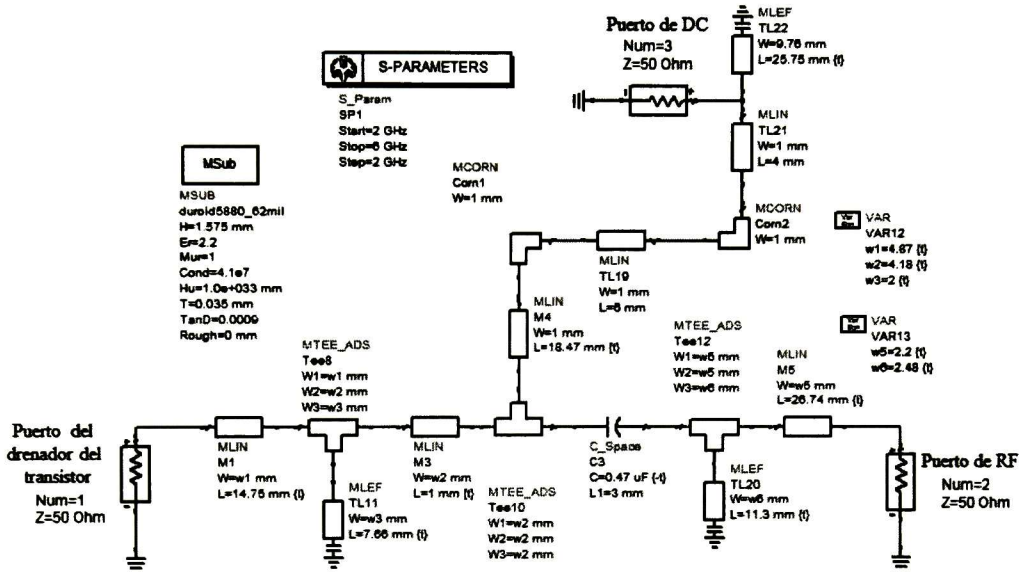 Puerto de DC
Num=3
Z=50 Ohm
MLEF
TL22
W=9.76 mm
L=25.75 mm {t}
S-PARAMETERS
S_Param
SP1
Start=2 GHz
Stop=6 GHz
Step=2 GHz
MLIN
TL21
W=1 mm
L=4 mm
MSub
MSUB
duroid5880_62mil
H=1.575 mm
Er=2.2
Mur=1
Cond=4.1e7
Hu=1.0e+033 mm
T=0.035 mm
TanD=0.0009
Rough=0 mm
MCORN
Corn1
W=1 mm
MCORN
Corn2
W=1 mm
VAR
VAR12
w1=4.67 {t}
w2=4.18 {t}
w3=2 {t}
MLIN
TL19
W=1 mm
L=6 mm
MLIN
M4
W=1 mm
L=18.47 mm {t}
VAR
VAR13
w5=2.2 {t}
w6=2.48 {t}
MTEE_ADS
Tee8
W1=w1 mm
W2=w2 mm
W3=w3 mm
MTEE_ADS
Tee12
W1=w5 mm
W2=w5 mm
W3=w6 mm
MLIN
M5
W=w5 mm
L=26.74 mm {t}
Puerto del
drenador del
transistor
Num=1
Z=50 Ohm
MLIN
M1
W=w1 mm
L=14.75 mm {t}
MLEF
TL11
W=w3 mm
L=7.66 mm {t}
MLIN
M3
W=w2 mm
L=1 mm {t}
MTEE_ADS
Tee10
W1=w2 mm
W2=w2 mm
W3=w2 mm
C_Space
C3
C=0.47 uF {-t}
L1=3 mm
MLEF
TL20
W=w6 mm
L=11.3 mm {t}
Puerto de RF
Num=2
Z=50 Ohm